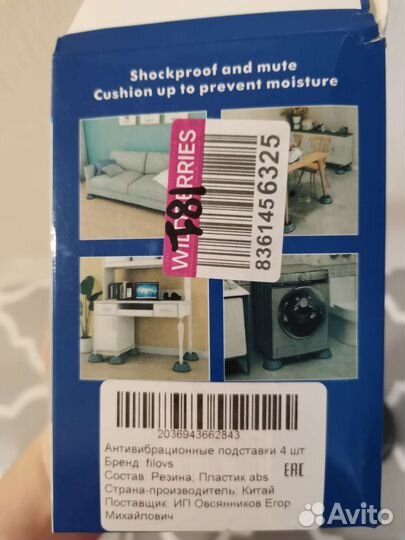 Shockproof and mute
Cushion up to prevent moisture
WILDBERRIES
181
8361456325
2036943662843
Антивибрационные подставки 4 шт
Бренд: filovs
Состав: Резина; Пластик abs
Страна-производитель: Китай
Поставщик: ИП Овсянников Егор
Михайлович
EAC
Avito